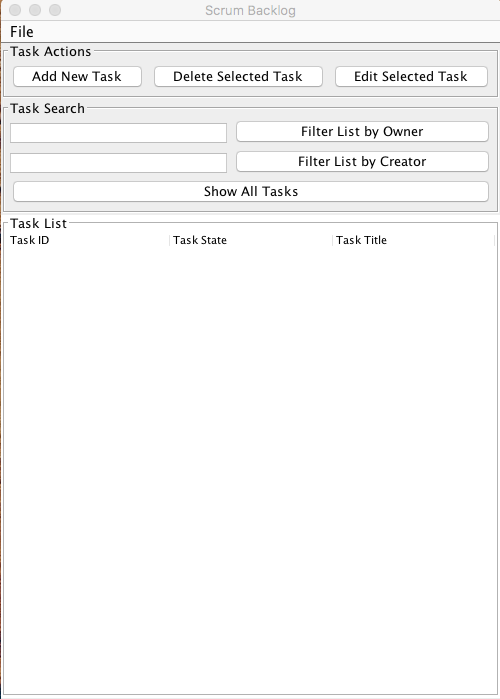 Scrum Backlog
File
Task Actions
Add New Task Delete Selected Task Edit Selected Task
Task Search
Filter List by Owner
Filter List by Creator
Show All Tasks
Task List
Task ID Task State Task Title